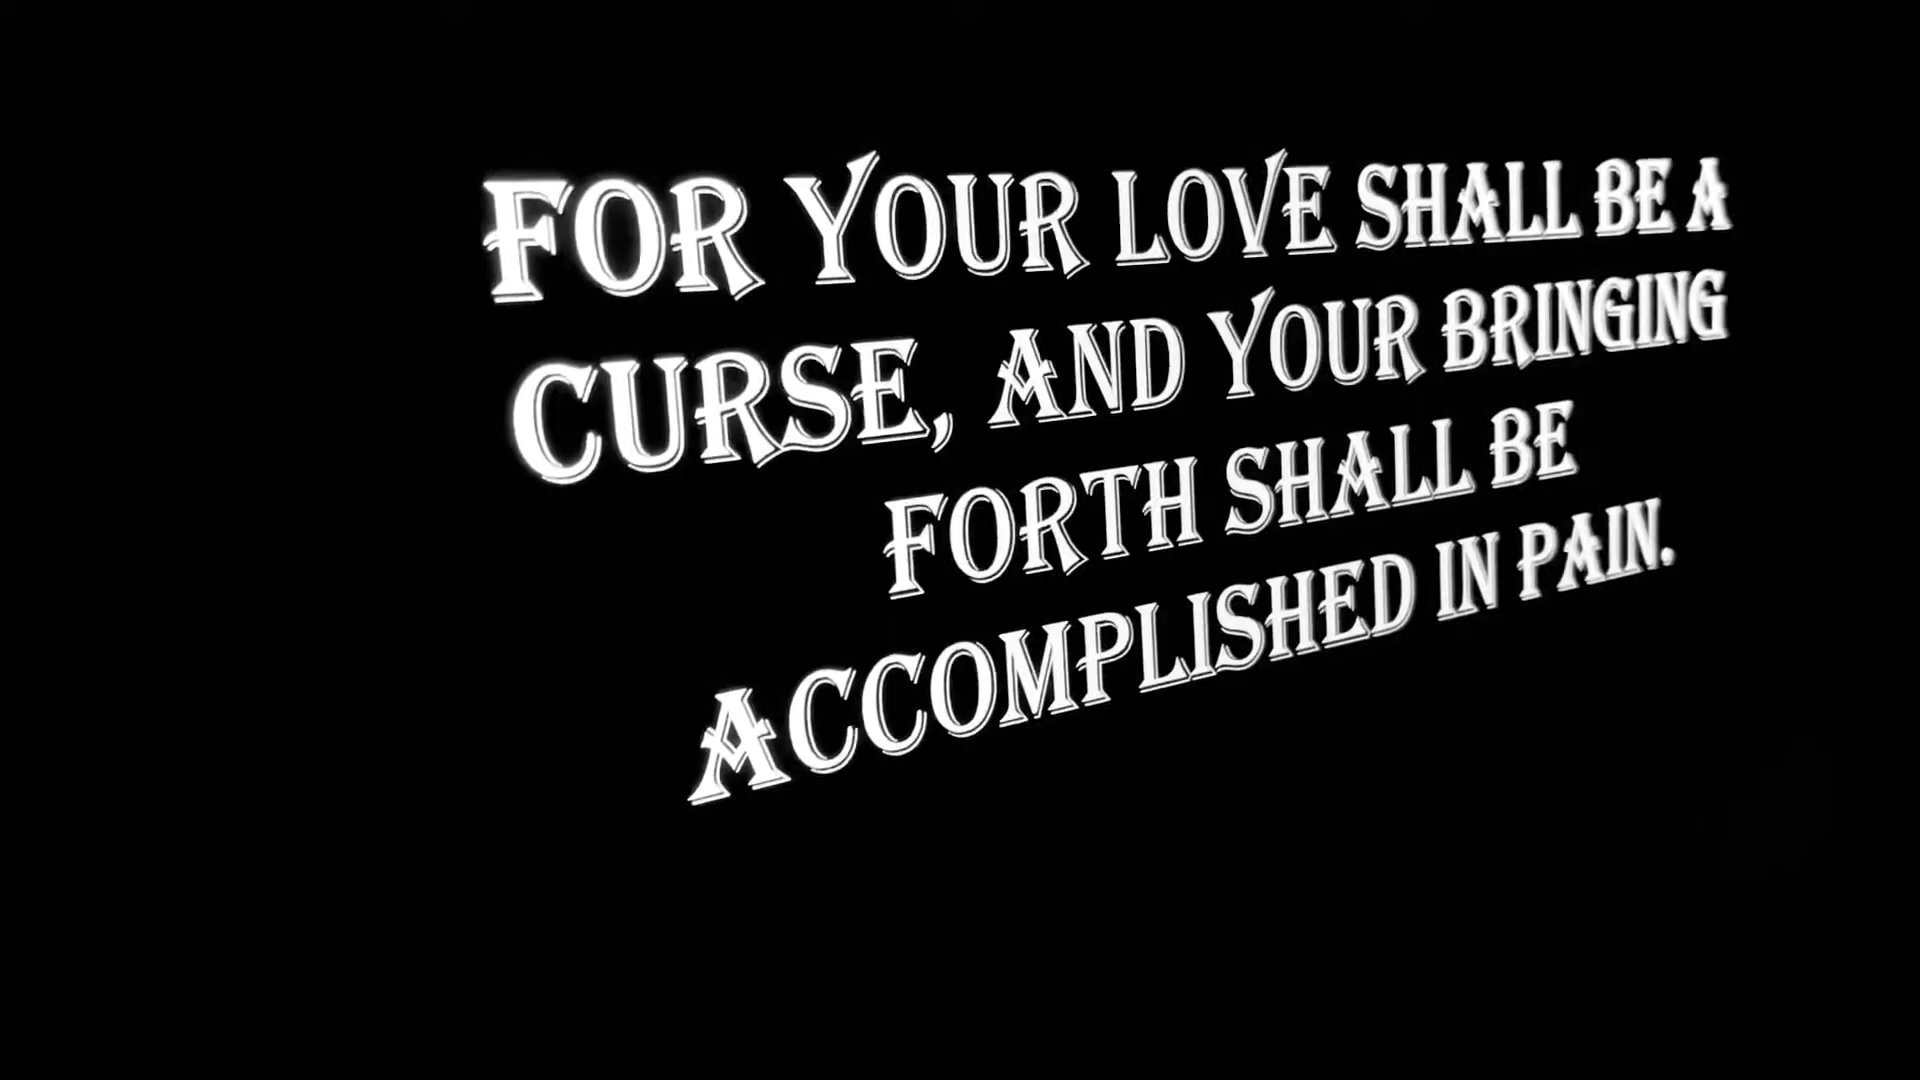 FOR YOUR LOVE SHALL BE A
CURSE, AND YOUR BRINGING
FORTH SHALL BE
ACCOMPLISHED IN PAIN.